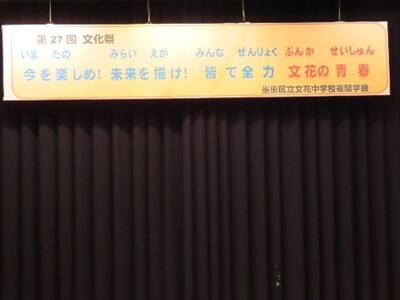 第27回 文化祭
いま たの みらい えが みんな ぜんりょく ぶんか せいしゅん
今を楽しめ! 未来を描け! 皆で全力 文花の青春
墨田区立文花中学校夜間学級